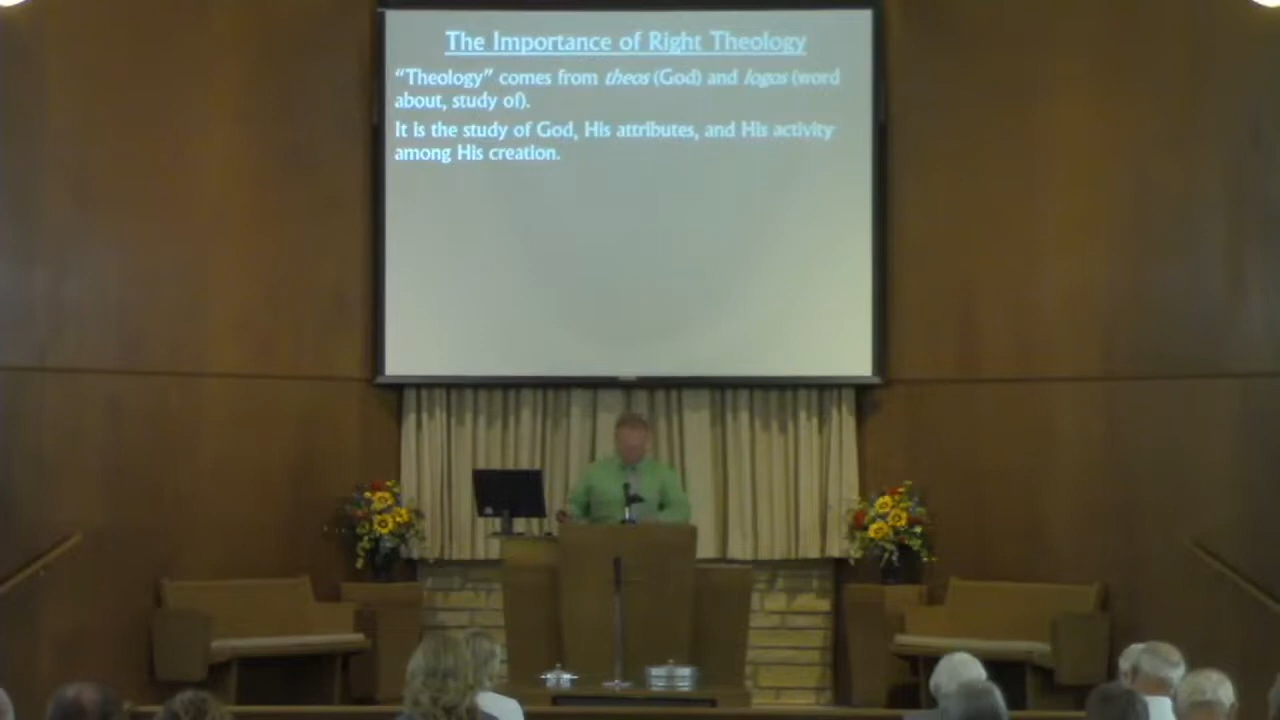 The Importance of Right Theology
“Theology” comes from theos (God) and logos (word
about, study of).
It is the study of God, His attributes, and His activity
among His creation.